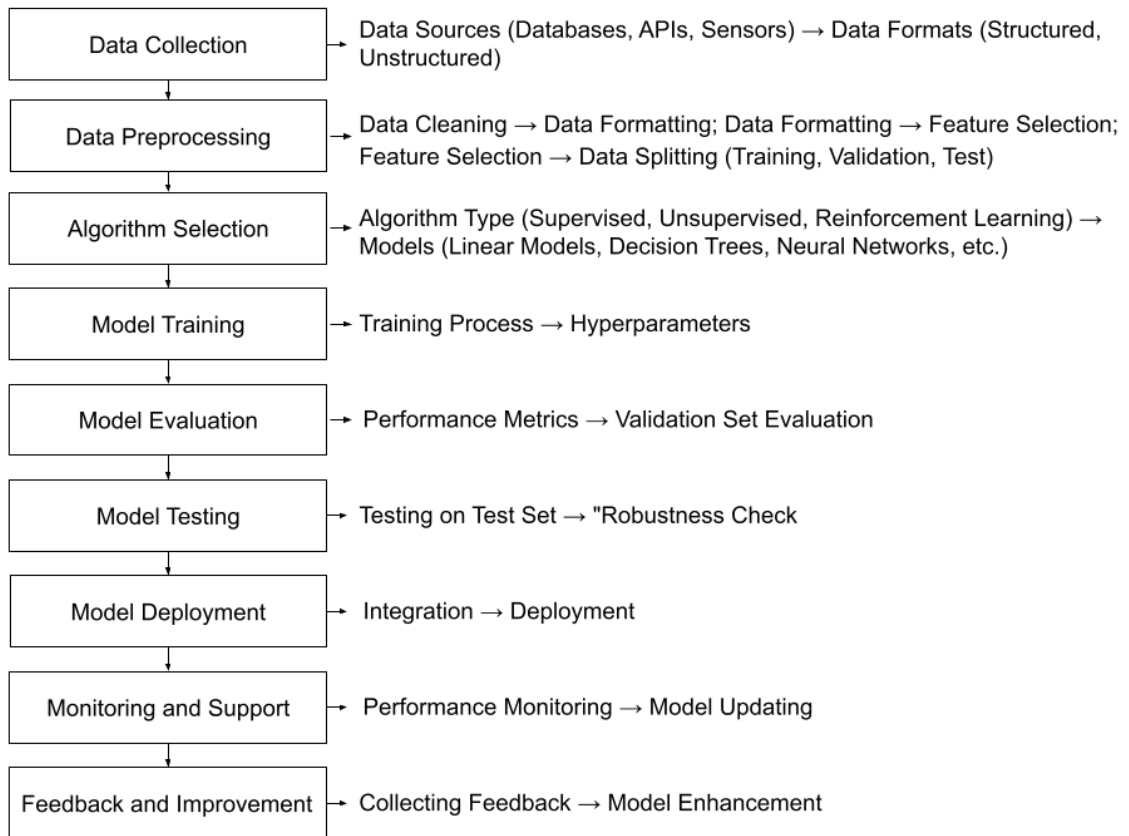 Data Collection
Data Sources (Databases, APIs, Sensors) → Data Formats (Structured,
Unstructured)
Data Preprocessing
Data Cleaning → Data Formatting; Data Formatting → Feature Selection;
Feature Selection → Data Splitting (Training, Validation, Test)
Algorithm Selection
Algorithm Type (Supervised, Unsupervised, Reinforcement Learning) →
Models (Linear Models, Decision Trees, Neural Networks, etc.)
Model Training
Training Process → Hyperparameters
Model Evaluation
Performance Metrics → Validation Set Evaluation
Model Testing
Testing on Test Set → "Robustness Check
Model Deployment
Integration → Deployment
Monitoring and Support
Performance Monitoring → Model Updating
Feedback and Improvement
Collecting Feedback → Model Enhancement